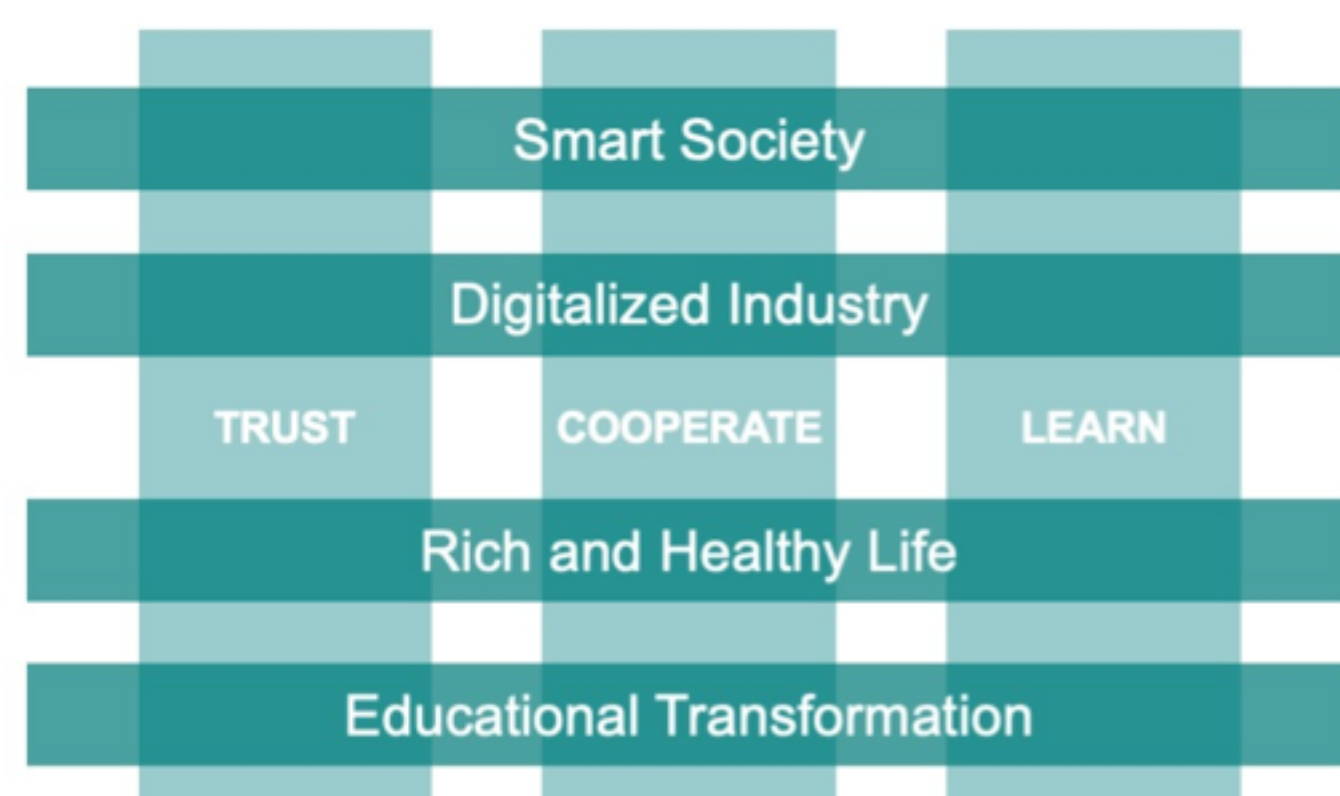 Smart Society
Digitalized Industry
TRUST COOPERATE LEARN
Rich and Healthy Life
Educational Transformation